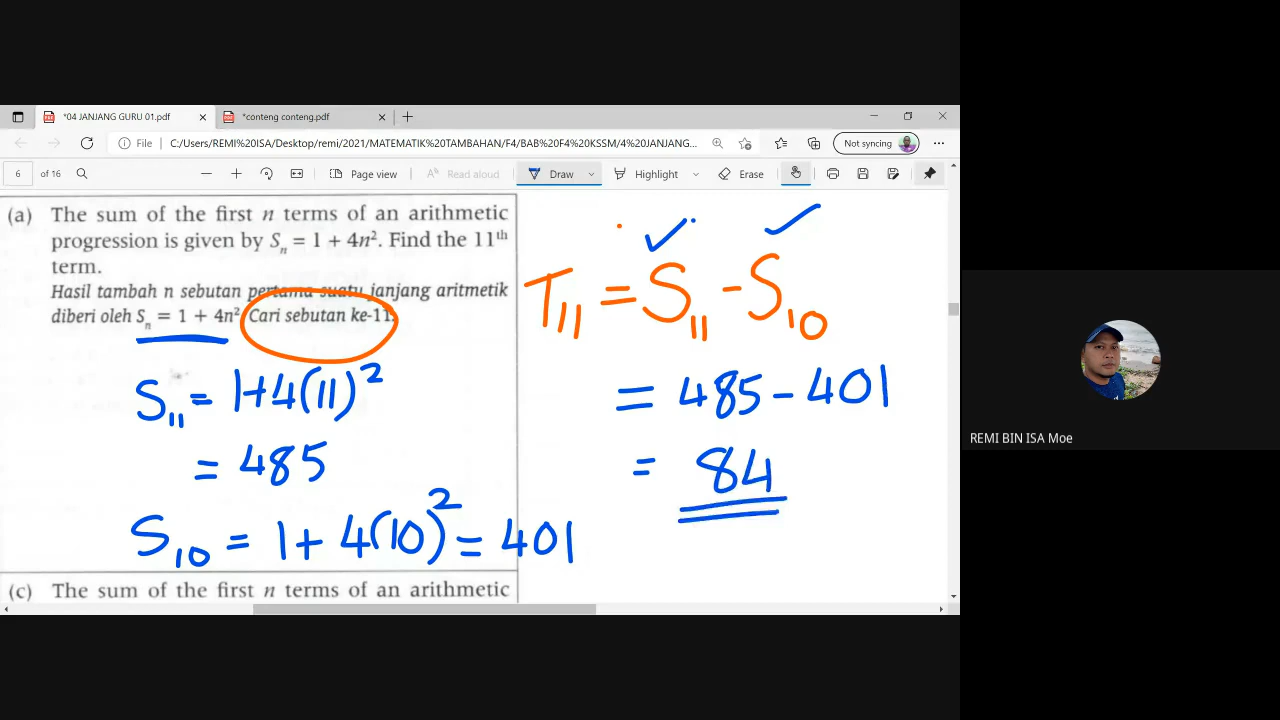 *04 JANJANG GURU 01.pdf
*conteng conteng.pdf
File
C:/Users/REMI%20ISA/Desktop/remi/2021/MATEMATIK%20TAMBAHAN/F4/BAB%20F4%20KSSM/4%20JANJANG...
Not syncing
6 of 16
Page view
Read aloud
Draw
Highlight
Erase
(a) The sum of the first n terms of an arithmetic
progression is given by Sₙ = 1 + 4n². Find the 11th
term.
Hasil tambah n sebutan pertama suatu janjang aritmetik
diberi oleh Sₙ = 1 + 4n². Cari sebutan ke-11.
S₁₁ = 1+4(11)²
= 485
S₁₀ = 1+ 4(10)² = 401
T₁₁ = S₁₁ - S₁₀
= 485 - 401
= 84
(c) The sum of the first n terms of an arithmetic
REMI BIN ISA Moe